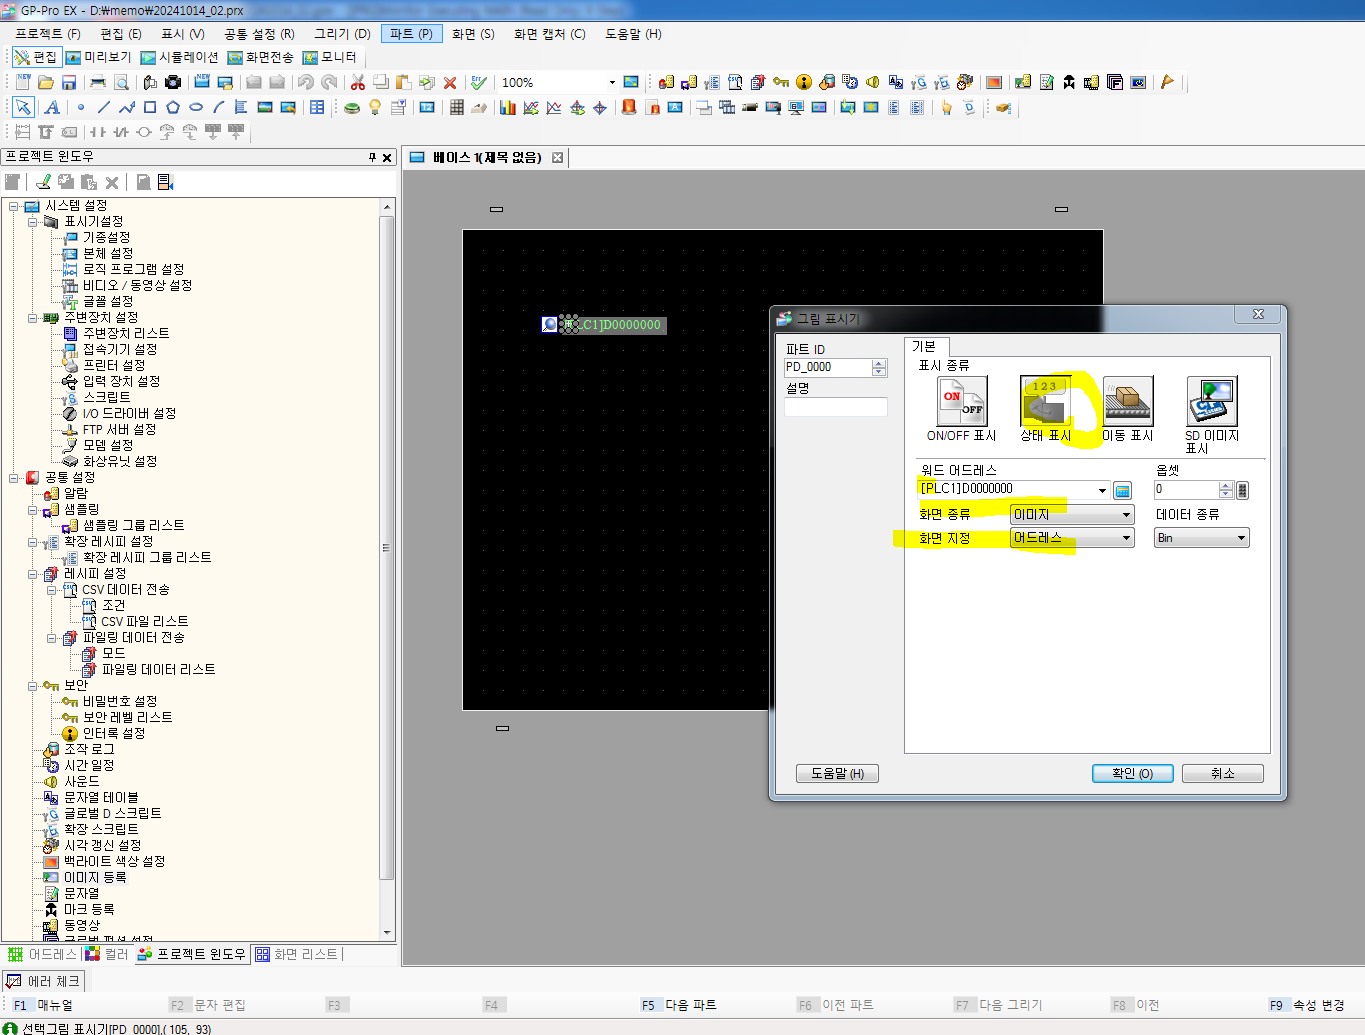 GP-Pro EX - D:₩memo₩20241014_02.prx
프로젝트 (F) 편집 (E) 표시 (V) 공통 설정 (R) 그리기 (D) 파트 (P) 화면 (S) 화면 캡처 (C) 도움말 (H)
편집 미리보기 시뮬레이션 화면전송 모니터
100%
프로젝트 윈도우
베이스 1(제목 없음)
시스템 설정
표시기설정
기종설정
본체 설정
로직 프로그램 설정
비디오 / 동영상 설정
글꼴 설정
주변장치 설정
주변장치 리스트
접속기기 설정
프린터 설정
입력 장치 설정
스크립트
I/O 드라이버 설정
FTP 서버 설정
모뎀 설정
화상유닛 설정
공통 설정
알람
샘플링
샘플링 그룹 리스트
확장 레시피 설정
확장 레시피 그룹 리스트
레시피 설정
CSV 데이터 전송
조건
CSV 파일 리스트
파일링 데이터 전송
모드
파일링 데이터 리스트
보안
비밀번호 설정
보안 레벨 리스트
인터록 설정
조작 로그
시간 일정
사운드
문자열 테이블
글로벌 D 스크립트
확장 스크립트
시각 갱신 설정
백라이트 색상 설정
이미지 등록
문자열
마크 등록
동영상
글로벌 펑션 설정
어드레스 컬러 프로젝트 윈도우 화면 리스트
LC1]D0000000
그림 표시기
파트 ID
PD_0000
설명
기본
표시 종류
ON OFF
1 2 3
ON/OFF 표시 상태 표시 이동 표시 SD 이미지
표시
워드 어드레스 옵셋
[PLC1]D0000000 0
화면 종류 이미지 데이터 종류
화면 지정 어드레스 Bin
도움말 (H) 확인 (O) 취소
에러 체크
F1 매뉴얼 F2 문자 편집 F3 F4 F5 다음 파트 F6 이전 파트 F7 다음 그리기 F8 이전 F9 속성 변경
선택그림 표시기[PD_0000],( 105, 93)